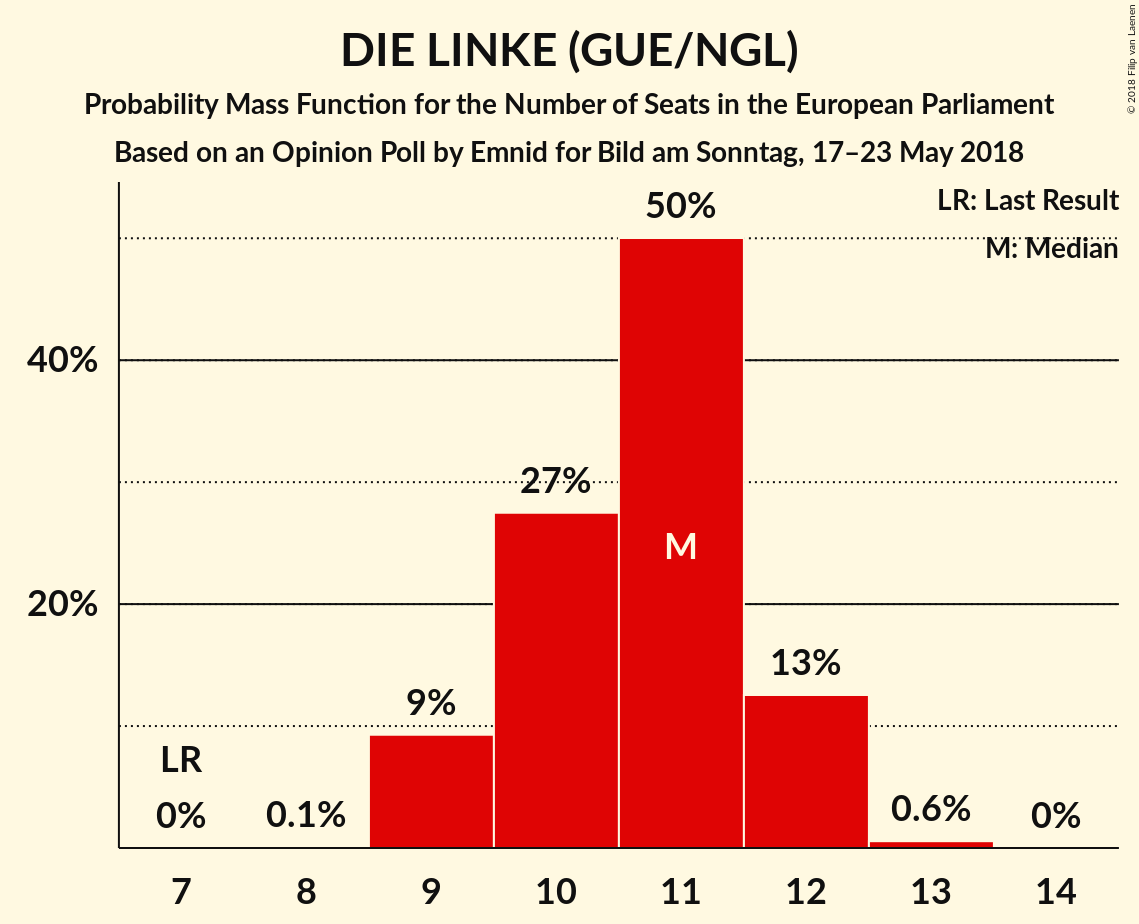 DIE LINKE (GUE/NGL)
Probability Mass Function for the Number of Seats in the European Parliament
Based on an Opinion Poll by Emnid for Bild am Sonntag, 17–23 May 2018
© 2018 Filip van Laenen
LR: Last Result
M: Median
50%
40%
27%
M
20%
13%
9%
LR
0%
0.1%
0.6%
0%
7 8 9 10 11 12 13 14